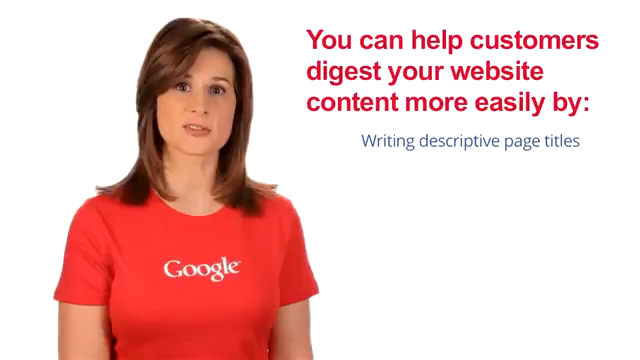 You can help customers
digest your website
content more easily by:
Writing descriptive page titles
Google